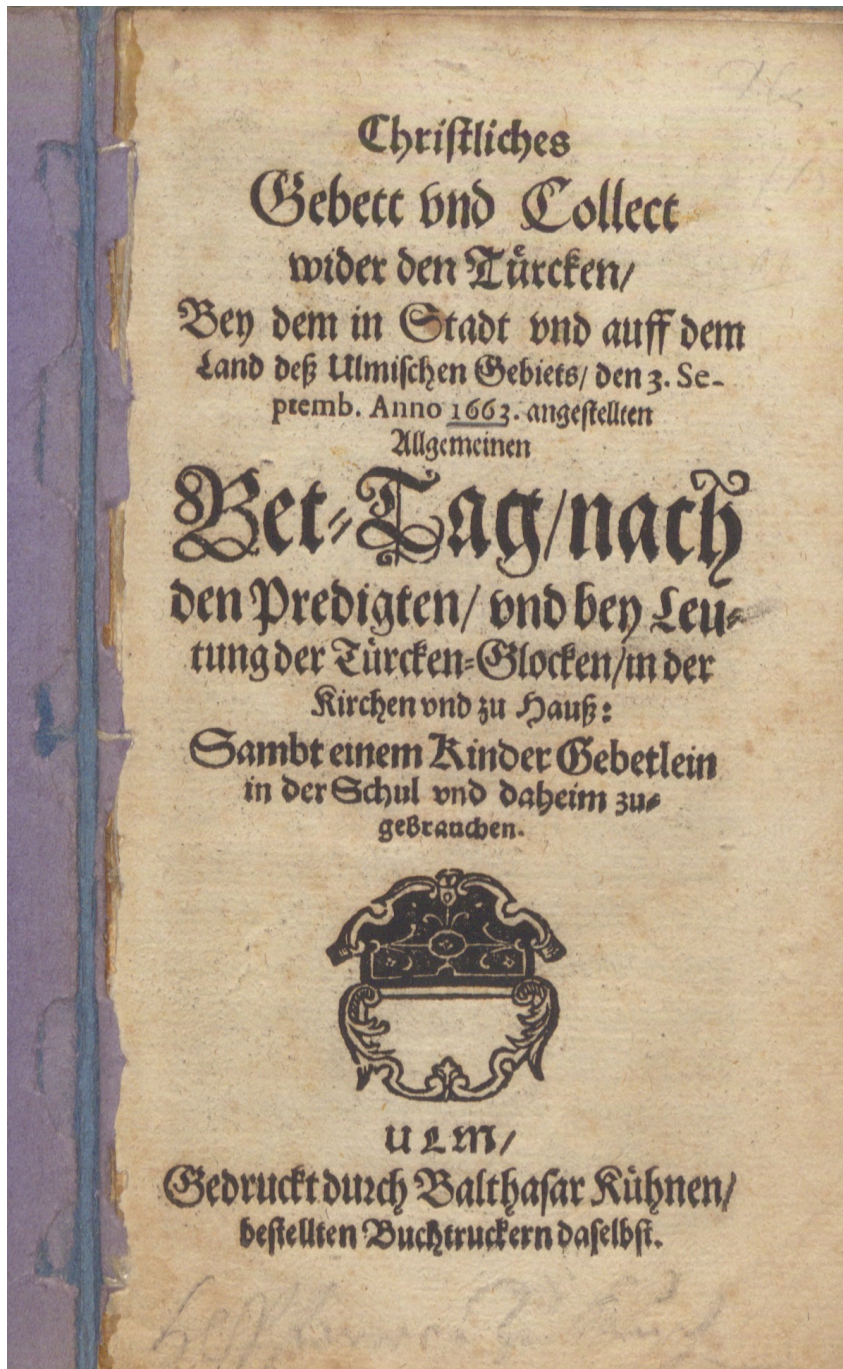 Christliches
Gebett vnd Collect
wider den Türcken/
Bey dem in Stadt vnd auff dem
Land deß Ulmischen Gebiets/ den 3. Se-
ptemb. Anno 1663. angestellten
Allgemeinen
Bet-Tag/nach
den Predigten/ vnd bey Leu-
tung der Türcken-Glocken/in der
Kirchen vnd zu Hauß:
Sambt einem Kinder Gebetlein
in der Schul vnd daheim zu-
gebrauchen.
ULM/
Gedruckt durch Balthasar Kühnen/
bestellten Buchtruckern daselbst.